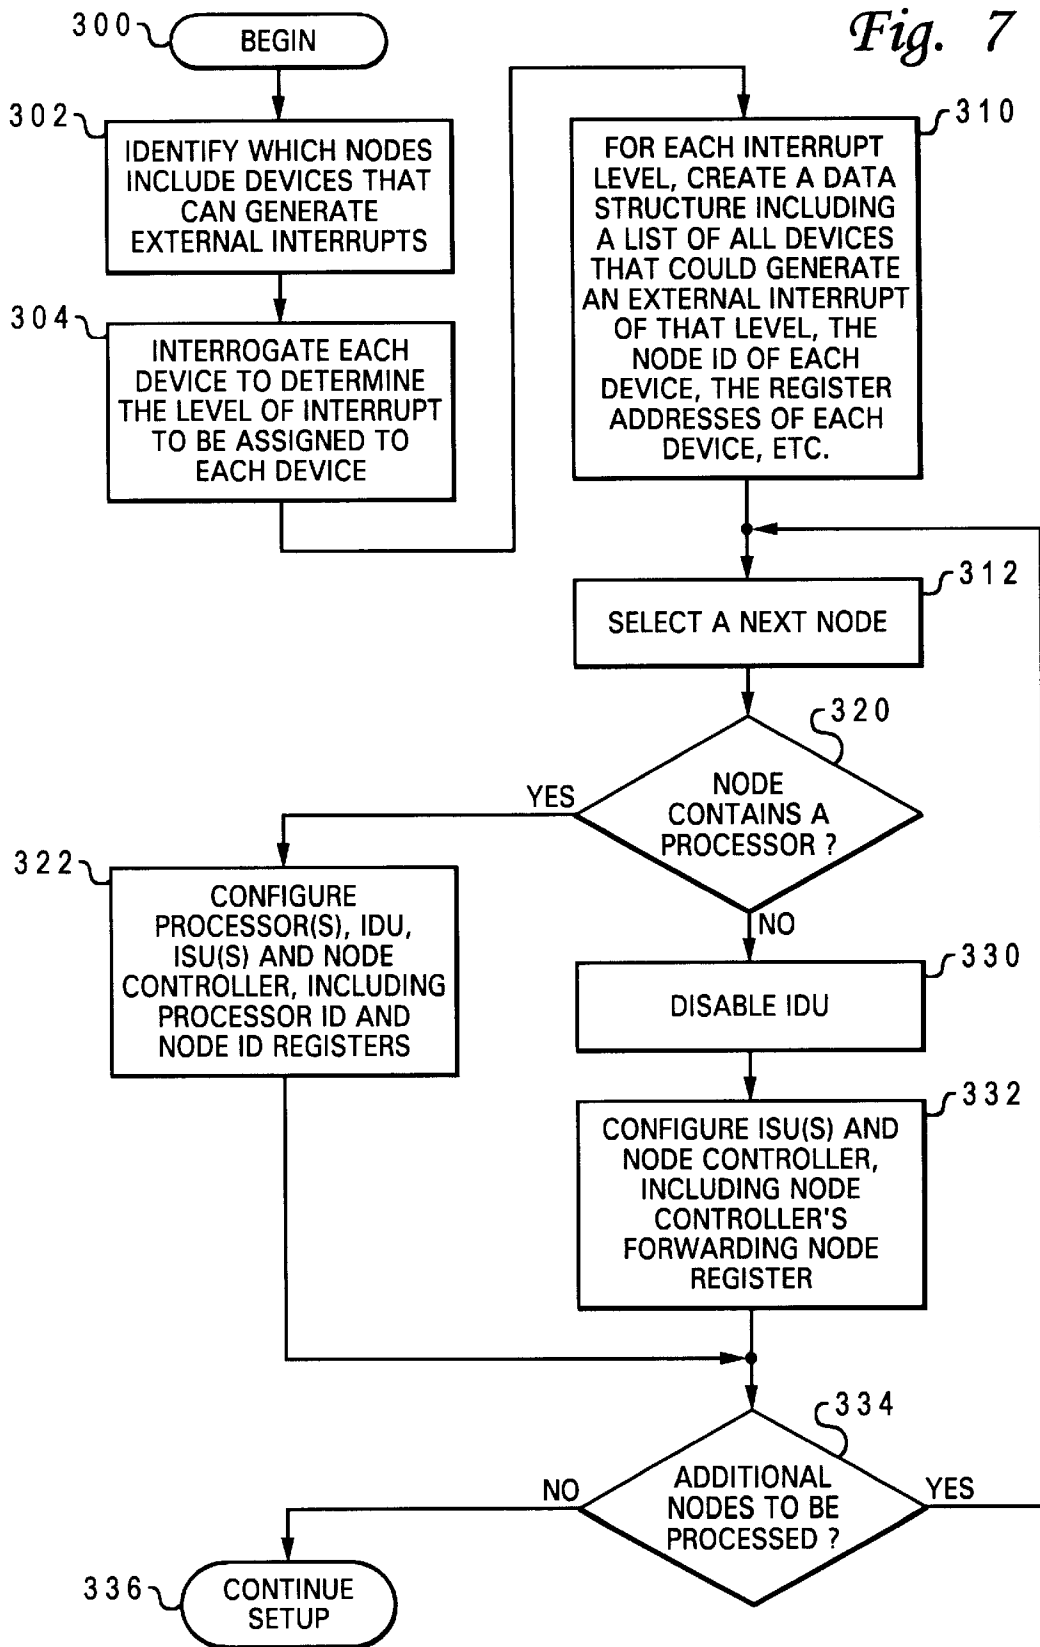 Fig. 7
300
BEGIN
302
IDENTIFY WHICH NODES
INCLUDE DEVICES THAT
CAN GENERATE
EXTERNAL INTERRUPTS
304
INTERROGATE EACH
DEVICE TO DETERMINE
THE LEVEL OF INTERRUPT
TO BE ASSIGNED TO
EACH DEVICE
310
FOR EACH INTERRUPT
LEVEL, CREATE A DATA
STRUCTURE INCLUDING
A LIST OF ALL DEVICES
THAT COULD GENERATE
AN EXTERNAL INTERRUPT
OF THAT LEVEL, THE
NODE ID OF EACH
DEVICE, THE REGISTER
ADDRESSES OF EACH
DEVICE, ETC.
312
SELECT A NEXT NODE
320
NODE
CONTAINS A
PROCESSOR ?
YES
NO
322
CONFIGURE
PROCESSOR(S), IDU,
ISU(S) AND NODE
CONTROLLER, INCLUDING
PROCESSOR ID AND
NODE ID REGISTERS
330
DISABLE IDU
332
CONFIGURE ISU(S) AND
NODE CONTROLLER,
INCLUDING NODE
CONTROLLER'S
FORWARDING NODE
REGISTER
334
ADDITIONAL
NODES TO BE
PROCESSED ?
NO
YES
336
CONTINUE
SETUP